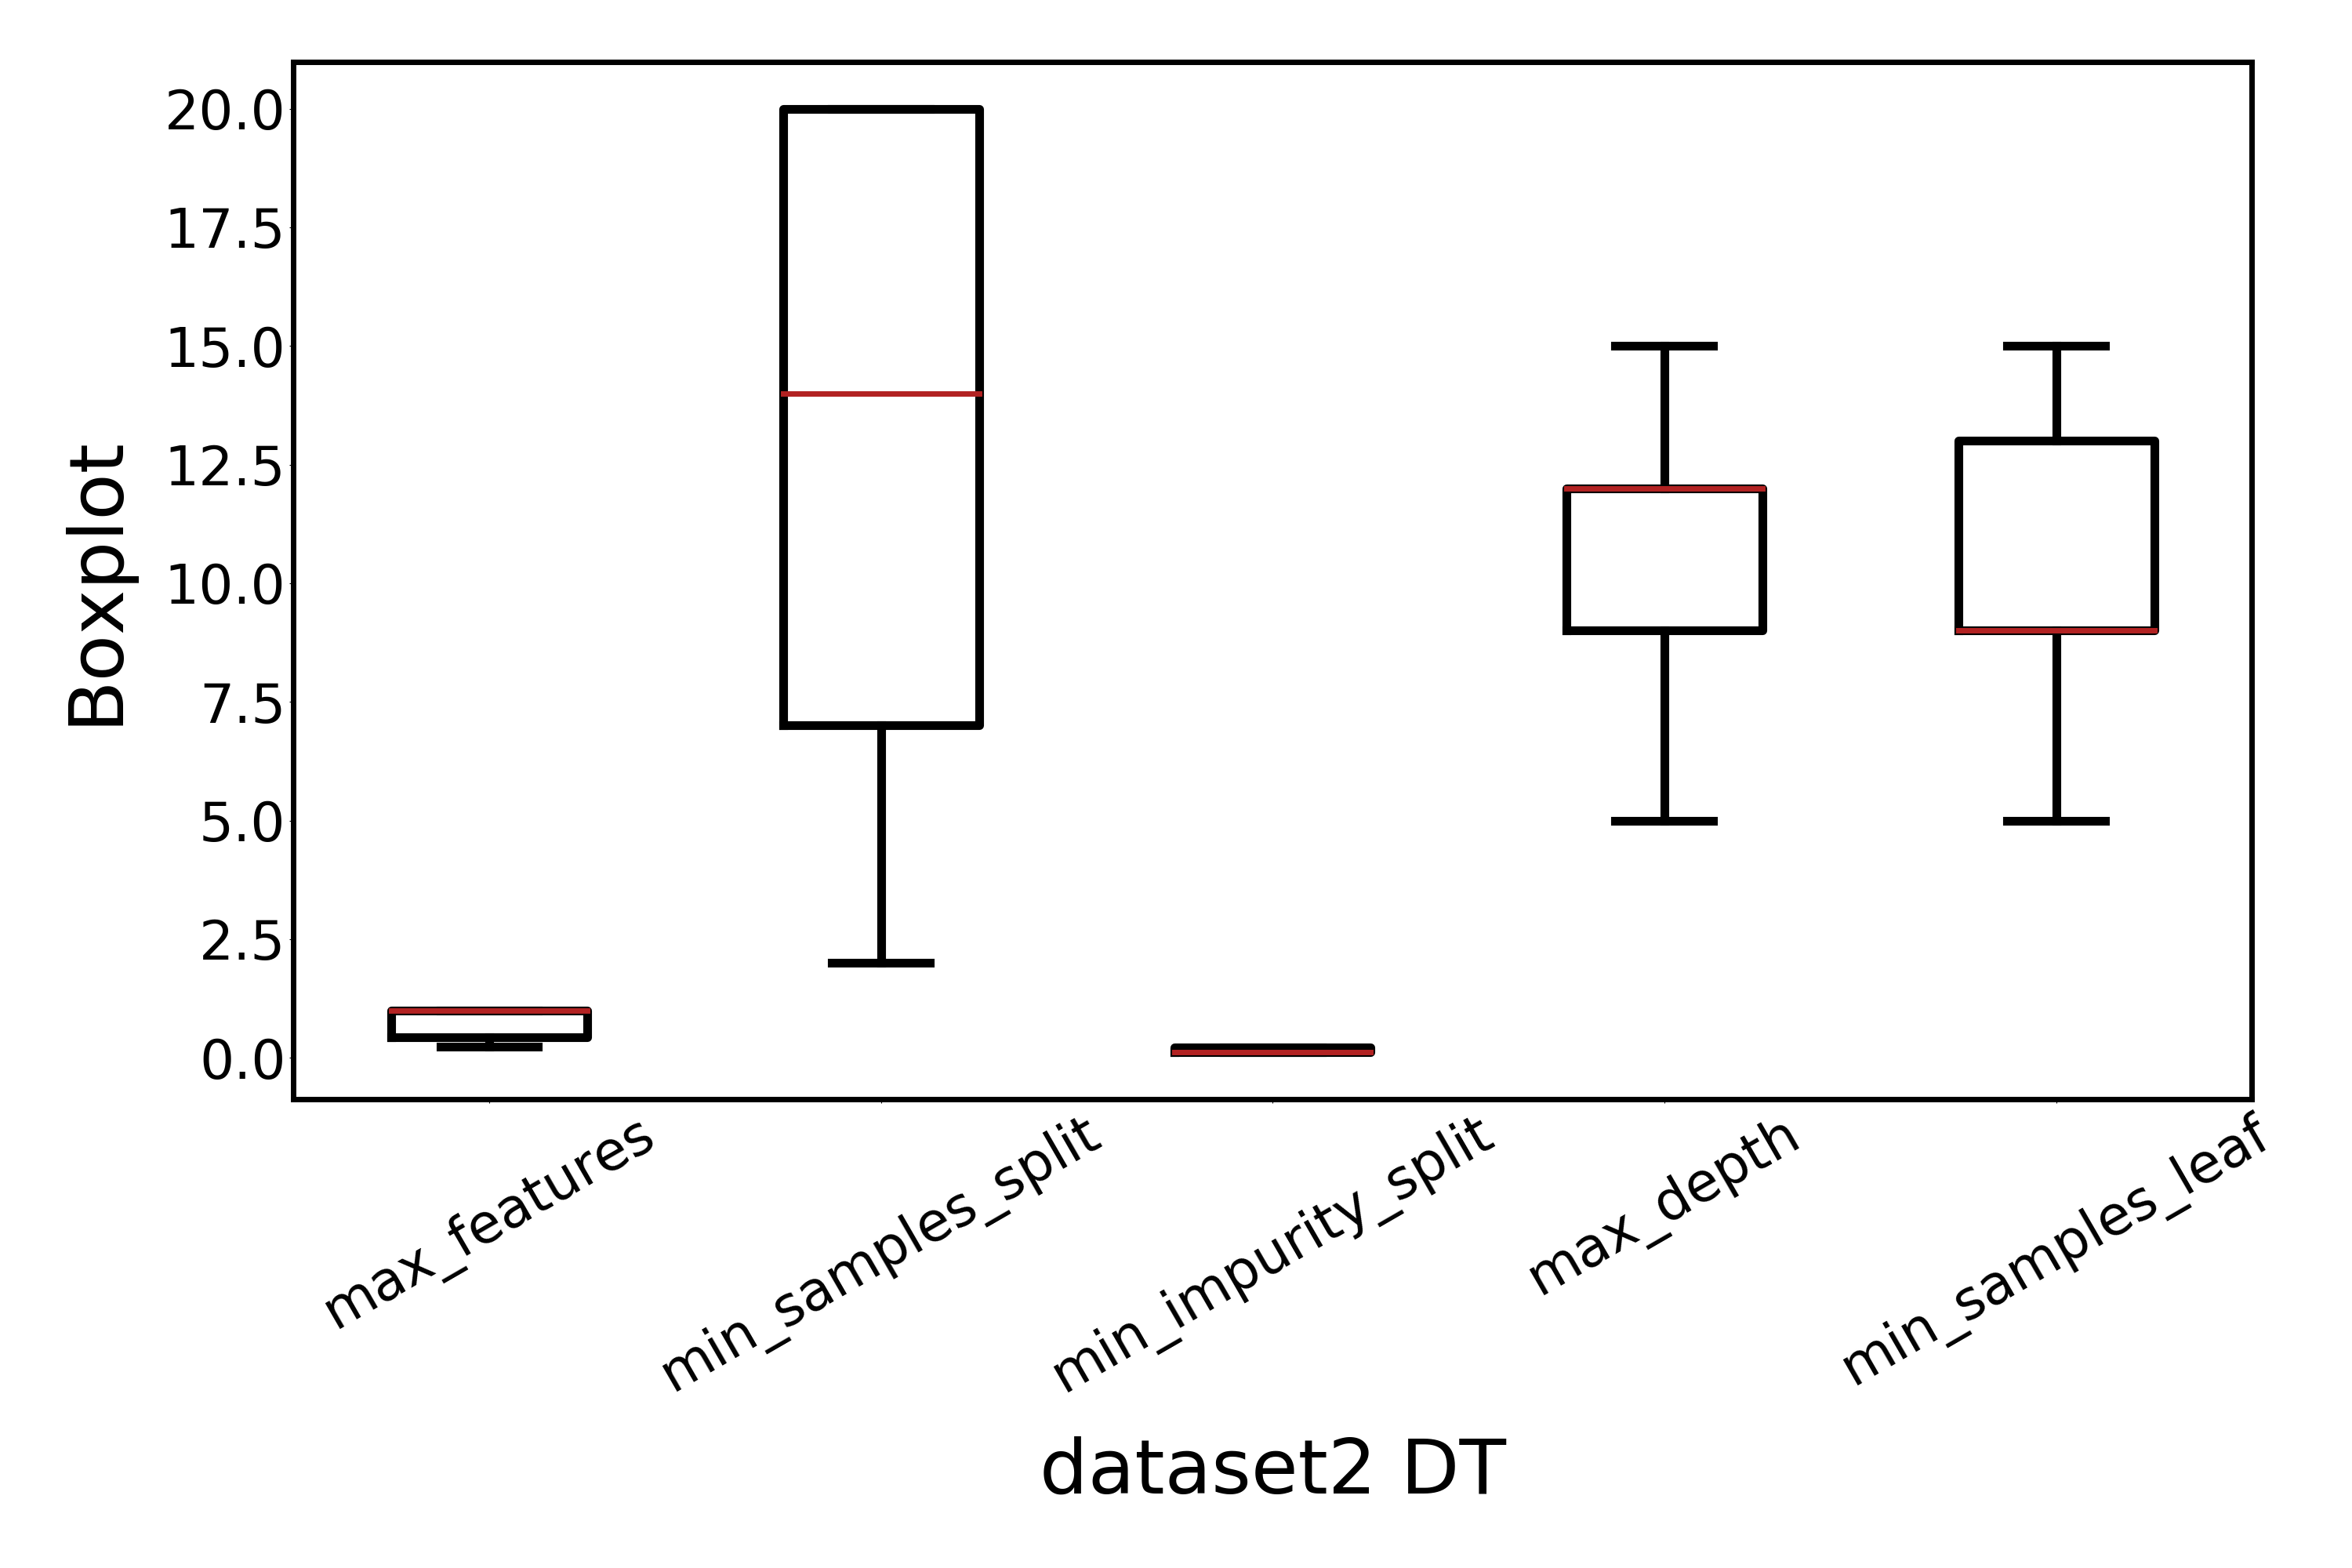 Boxplot
20.0
17.5
15.0
12.5
10.0
7.5
5.0
2.5
0.0
max_features
min_samples_split
min_impurity_split
max_depth
min_samples_leaf
dataset2 DT